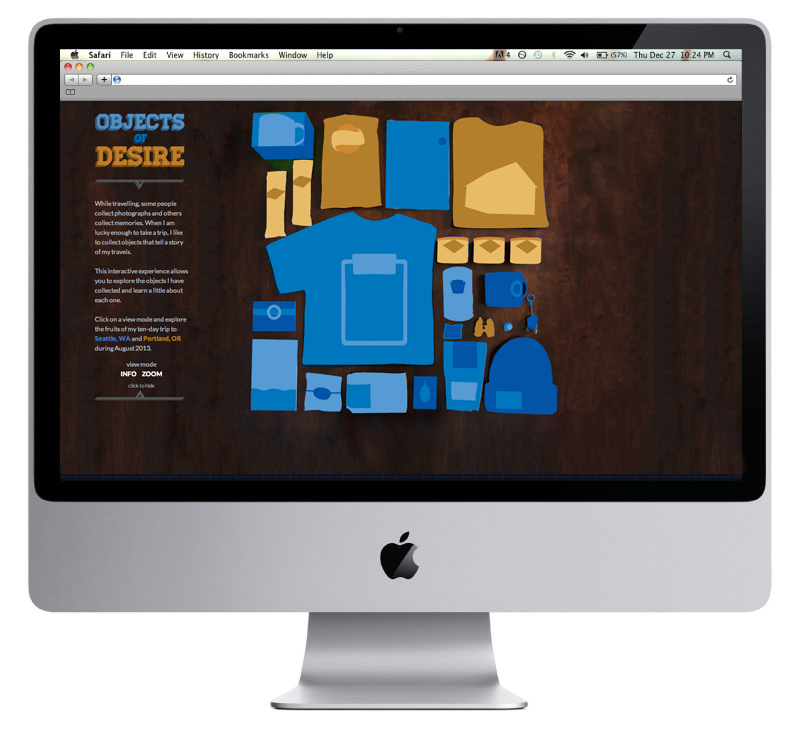 Safari File Edit View History Bookmarks Window Help 4 (57%) Thu Dec 27 10:24 PM
OBJECTS
OF
DESIRE
While travelling, some people
collect photographs and others
collect memories. When I am
lucky enough to take a trip, I like
to collect objects that tell a story
of my travels.
This interactive experience allows
you to explore the objects I have
collected and learn a little about
each one.
Click on a view mode and explore
the fruits of my ten-day trip to
Seattle, WA and Portland, OR
during August 2013.
view mode
INFO ZOOM
click to hide